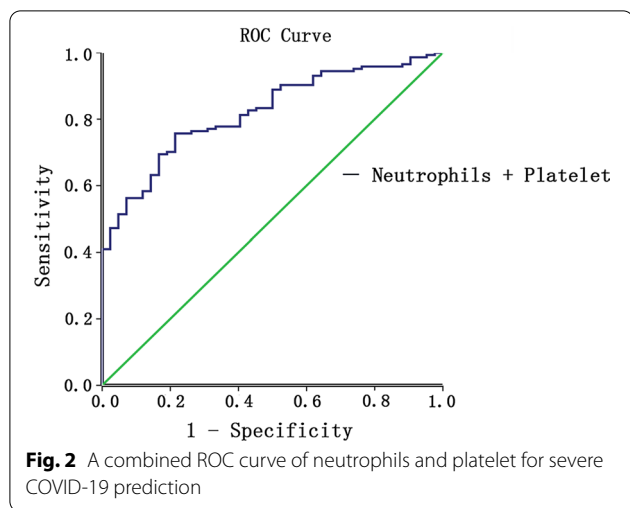 ROC Curve
1.0
0.8
0.6
0.4
0.2
0.0
Sensitivity
— Neutrophils + Platelet
0.0 0.2 0.4 0.6 0.8 1.0
1 - Specificity
Fig. 2 A combined ROC curve of neutrophils and platelet for severe
COVID-19 prediction